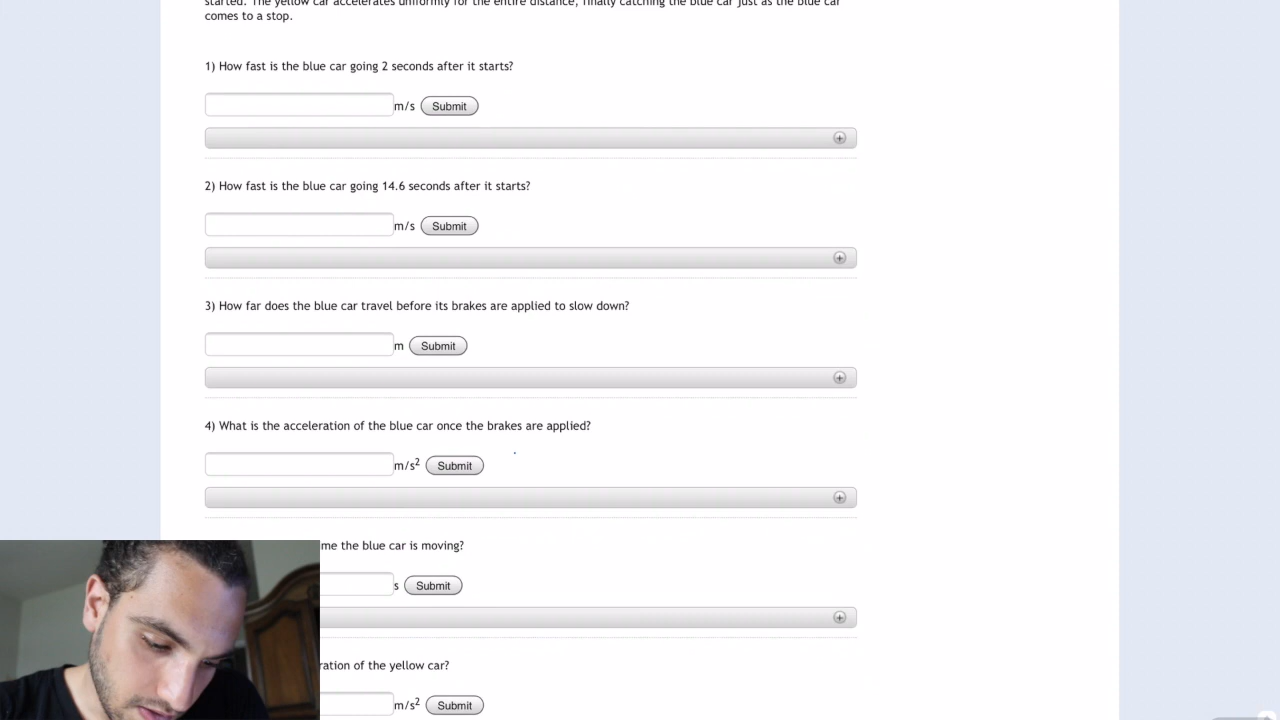 started. The yellow car accelerates uniformly for the entire distance, finally catching the blue car just as the blue car
comes to a stop.
1) How fast is the blue car going 2 seconds after it starts?
m/s Submit
2) How fast is the blue car going 14.6 seconds after it starts?
m/s Submit
3) How far does the blue car travel before its brakes are applied to slow down?
m Submit
4) What is the acceleration of the blue car once the brakes are applied?
m/s² Submit
me the blue car is moving?
s Submit
ration of the yellow car?
m/s² Submit